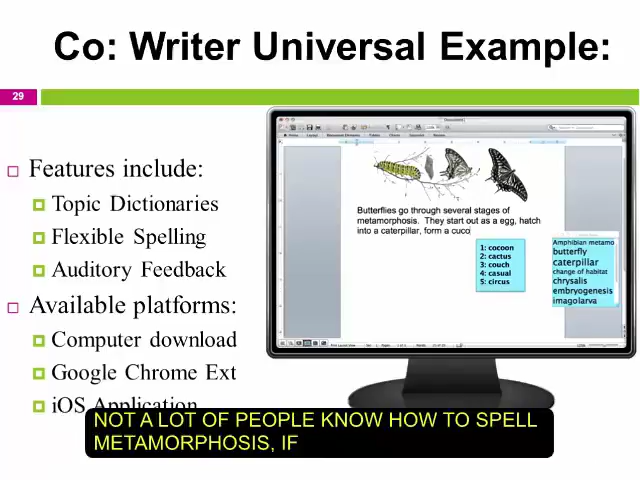 Co: Writer Universal Example:
29
Features include:
Topic Dictionaries
Flexible Spelling
Auditory Feedback
Available platforms:
Computer download
Google Chrome Ext
iOS Application
Butterflies go through several stages of
metamorphosis. They start out as a egg, hatch
into a caterpillar, form a cuco
1: cocoon
2: cactus
3: couch
4: casual
5: circus
Amphibian metamo
butterfly
caterpillar
change of habitat
chrysalis
embryogenesis
imagolarva
NOT A LOT OF PEOPLE KNOW HOW TO SPELL
METAMORPHOSIS, IF